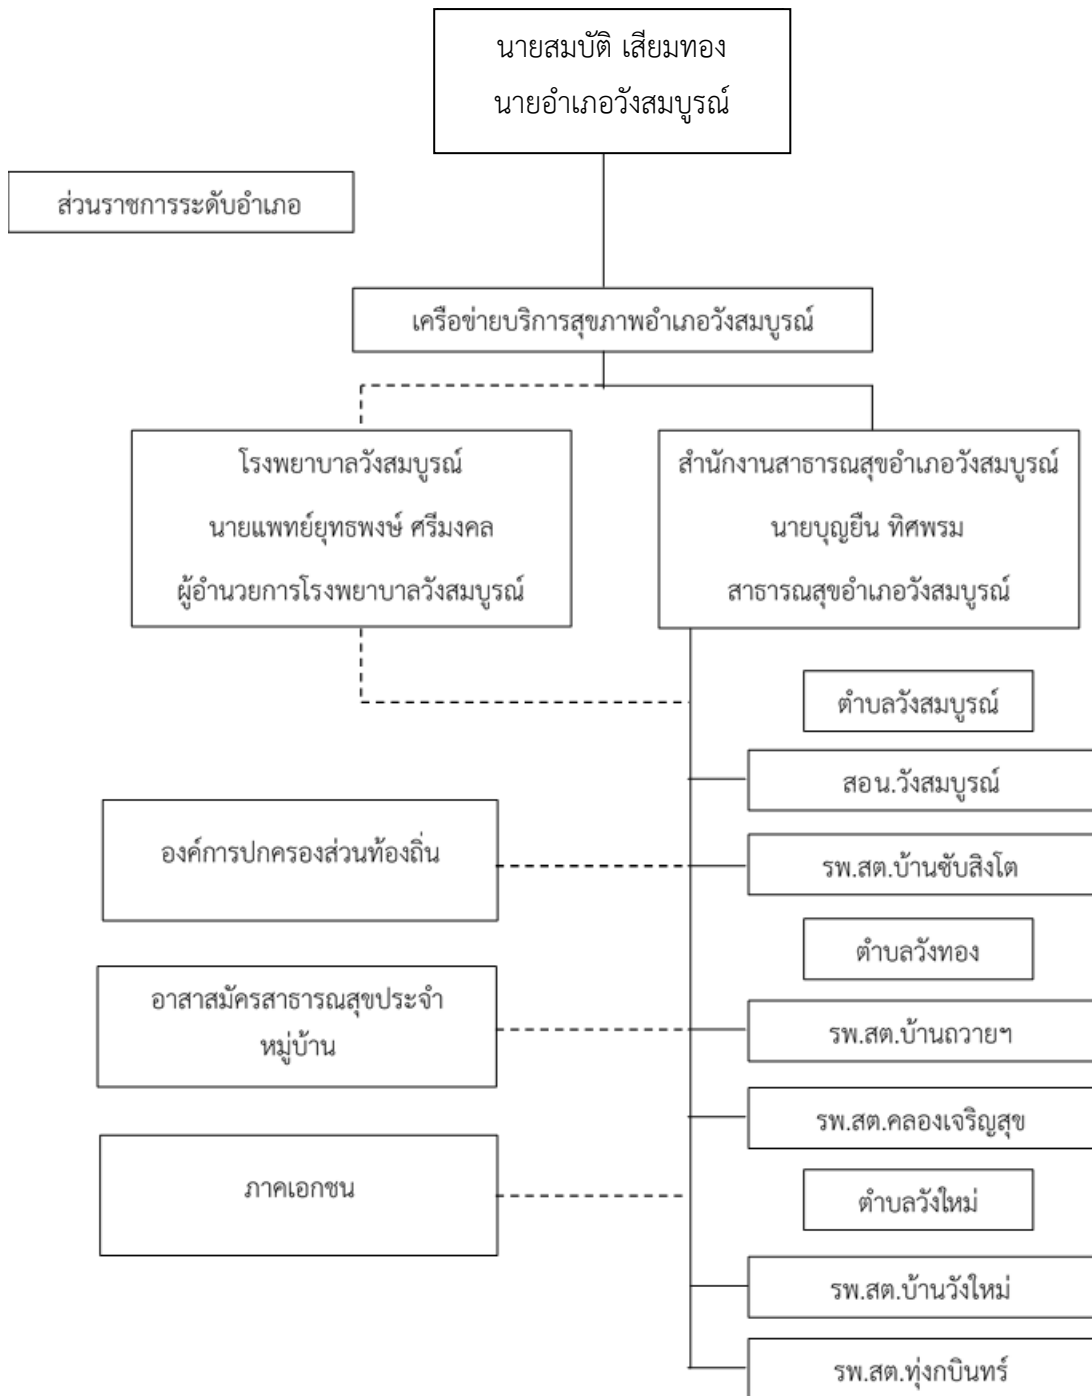 นายสมบัติ เสียมทอง
นายอำเภอวังสมบูรณ์
ส่วนราชการระดับอำเภอ
เครือข่ายบริการสุขภาพอำเภอวังสมบูรณ์
โรงพยาบาลวังสมบูรณ์
นายแพทย์ยุทธพงษ์ ศรีมงคล
ผู้อำนวยการโรงพยาบาลวังสมบูรณ์
สำนักงานสาธารณสุขอำเภอวังสมบูรณ์
นายบุญยืน ทิศพรม
สาธารณสุขอำเภอวังสมบูรณ์
ตำบลวังสมบูรณ์
สอน.วังสมบูรณ์
องค์การปกครองส่วนท้องถิ่น
รพ.สต.บ้านซับสิงโต
ตำบลวังทอง
อาสาสมัครสาธารณสุขประจำ
หมู่บ้าน
รพ.สต.บ้านถวายฯ
รพ.สต.คลองเจริญสุข
ภาคเอกชน
ตำบลวังใหม่
รพ.สต.บ้านวังใหม่
รพ.สต.ทุ่งกบินทร์